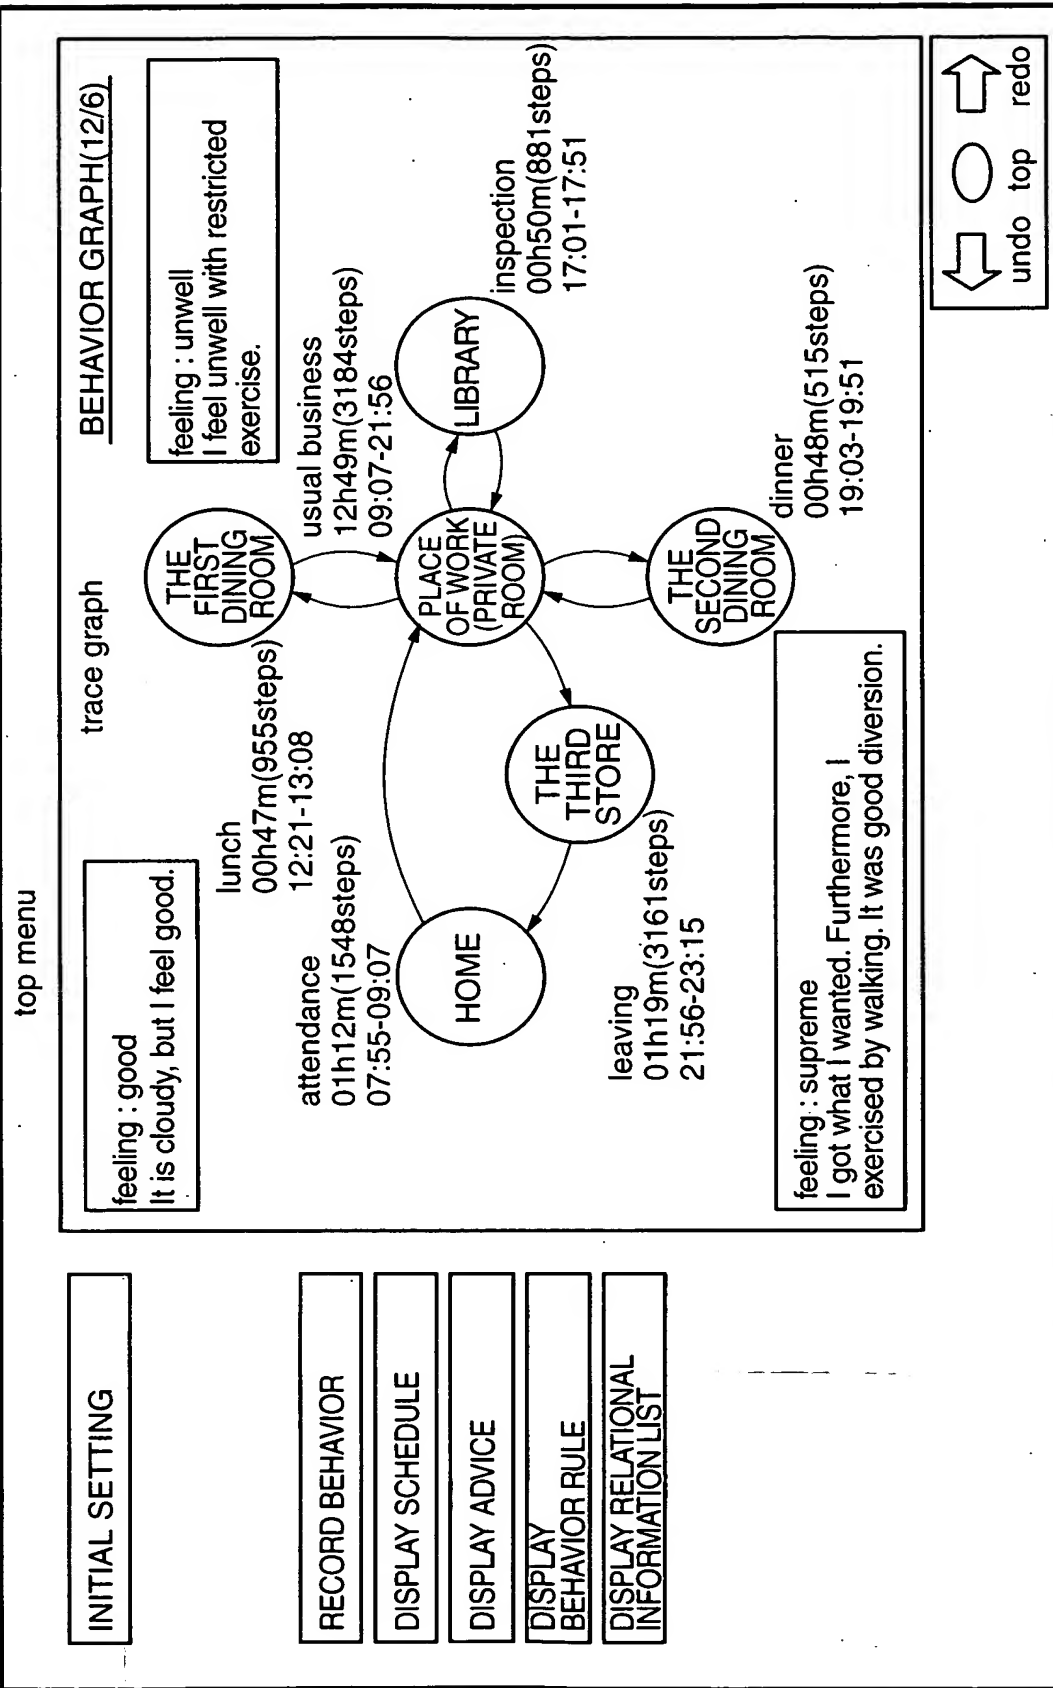 top menu
INITIAL SETTING
RECORD BEHAVIOR
DISPLAY SCHEDULE
DISPLAY ADVICE
DISPLAY
BEHAVIOR RULE
DISPLAY RELATIONAL
INFORMATION LIST
trace graph
BEHAVIOR GRAPH(12/6)
feeling : good
It is cloudy, but I feel good.
feeling : unwell
I feel unwell with restricted
exercise.
lunch
00h47m(955steps)
12:21-13:08
THE
FIRST
DINING
ROOM
usual business
12h49m(3184steps)
09:07-21:56
attendance
01h12m(1548steps)
07:55-09:07
HOME
PLACE
OF WORK
(PRIVATE
ROOM)
LIBRARY
inspection
00h50m(881steps)
17:01-17:51
THE
THIRD
STORE
leaving
01h19m(3161steps)
21:56-23:15
THE
SECOND
DINING
ROOM
dinner
00h48m(515steps)
19:03-19:51
feeling : supreme
I got what I wanted. Furthermore, I
exercised by walking. It was good diversion.
undo top redo